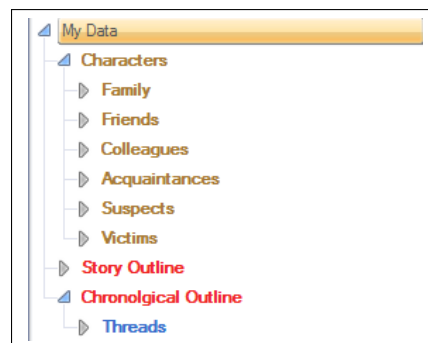 My Data
Characters
Family
Friends
Colleagues
Acquaintances
Suspects
Victims
Story Outline
Chronolgical Outline
Threads